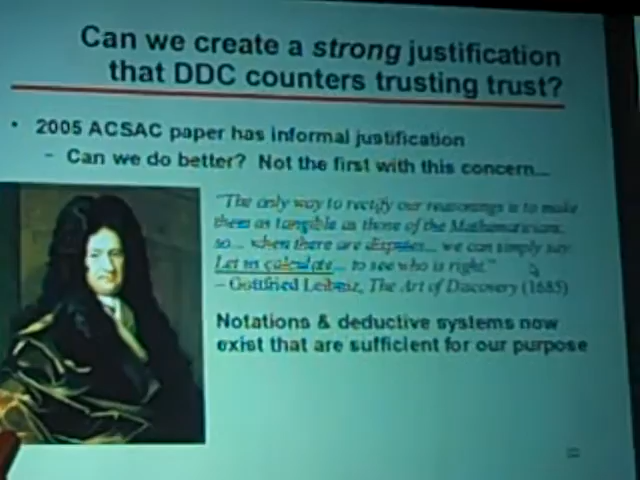 Can we create a strong justification
that DDC counters trusting trust?
• 2005 ACSAC paper has informal justification
– Can we do better? Not the first with this concern...
"The only way to rectify our reasonings is to make
them as tangible as those of the Mathematicians,
so... when there are disputes... we can simply say:
Let us calculate... to see who is right."
– Gottfried Leibniz, The Art of Discovery (1685)
Notations & deductive systems now
exist that are sufficient for our purpose